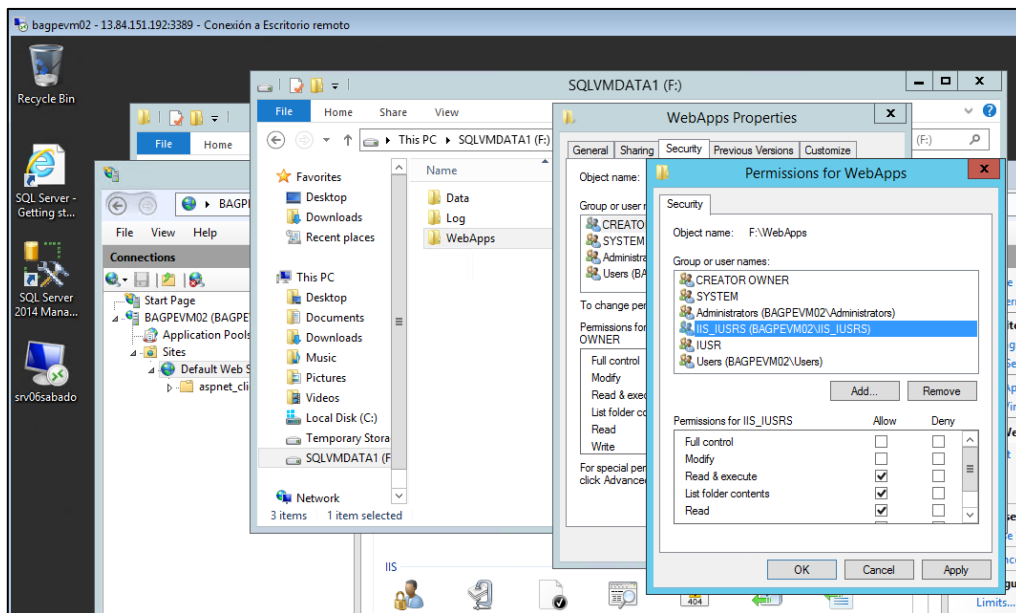 bagpevm02 - 13.84.151.192:3389 - Conexión a Escritorio remoto
Recycle Bin
SQL Server -
Getting st...
SQL Server
2014 Mana...
srv06sabado
File Home
BAGPI
File View Help
Connections
Start Page
BAGPEVM02 (BAGPE
Application Pools
Sites
Default Web S
aspnet_cli
SQLVMDATA1 (F:)
File Home Share View
This PC SQLVMDATA1 (F:)
(F:)
Favorites
Desktop
Downloads
Recent places
This PC
Desktop
Documents
Downloads
Music
Pictures
Videos
Local Disk (C:)
Temporary Stora
SQLVMDATA1 (F
Network
Name
Data
Log
WebApps
3 items 1 item selected
IIS
WebApps Properties
General Sharing Security Previous Versions Customize
Object name:
Group or user n
CREATO
SYSTEM
Administra
Users (BA
To change per
Permissions for
OWNER
Full control
Modify
Read & exe
List folder co
Read
Write
For special per
click Advance
Permissions for WebApps
Security
Object name: F:\WebApps
Group or user names:
CREATOR OWNER
SYSTEM
Administrators (BAGPEVM02\Administrators)
IIS_IUSRS (BAGPEVM02\IIS_IUSRS)
IUSR
Users (BAGPEVM02\Users)
Add... Remove
Permissions for IIS_IUSRS Allow Deny
Full control
Modify
Read & execute
List folder contents
Read
OK Cancel Apply
404
Limits...